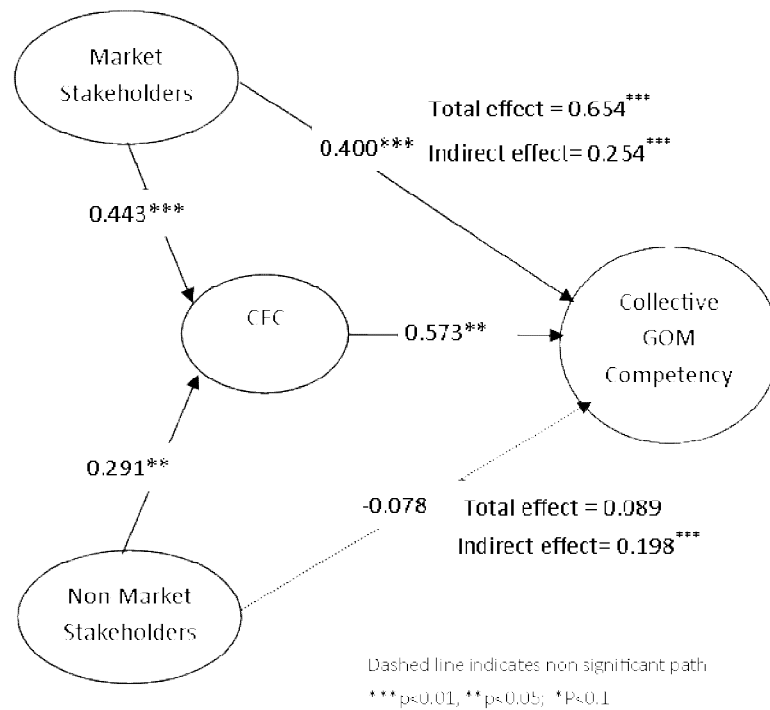 Market
Stakeholders
Total effect = 0.654***
0.400***
Indirect effect= 0.254***
0.443***
CFC
0.573**
Collective
GOM
Competency
0.291**
-0.078
Total effect = 0.089
Indirect effect= 0.198***
Non Market
Stakeholders
Dashed line indicates non significant path
***p<0.01, **p<0.05; *P<0.1